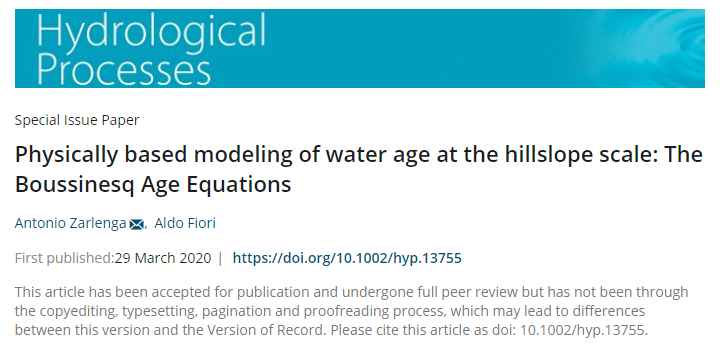 Hydrological
Processes
Special Issue Paper
Physically based modeling of water age at the hillslope scale: The
Boussinesq Age Equations
Antonio Zarlenga, Aldo Fiori
First published:29 March 2020 | https://doi.org/10.1002/hyp.13755
This article has been accepted for publication and undergone full peer review but has not been through
the copyediting, typesetting, pagination and proofreading process, which may lead to differences
between this version and the Version of Record. Please cite this article as doi: 10.1002/hyp.13755.